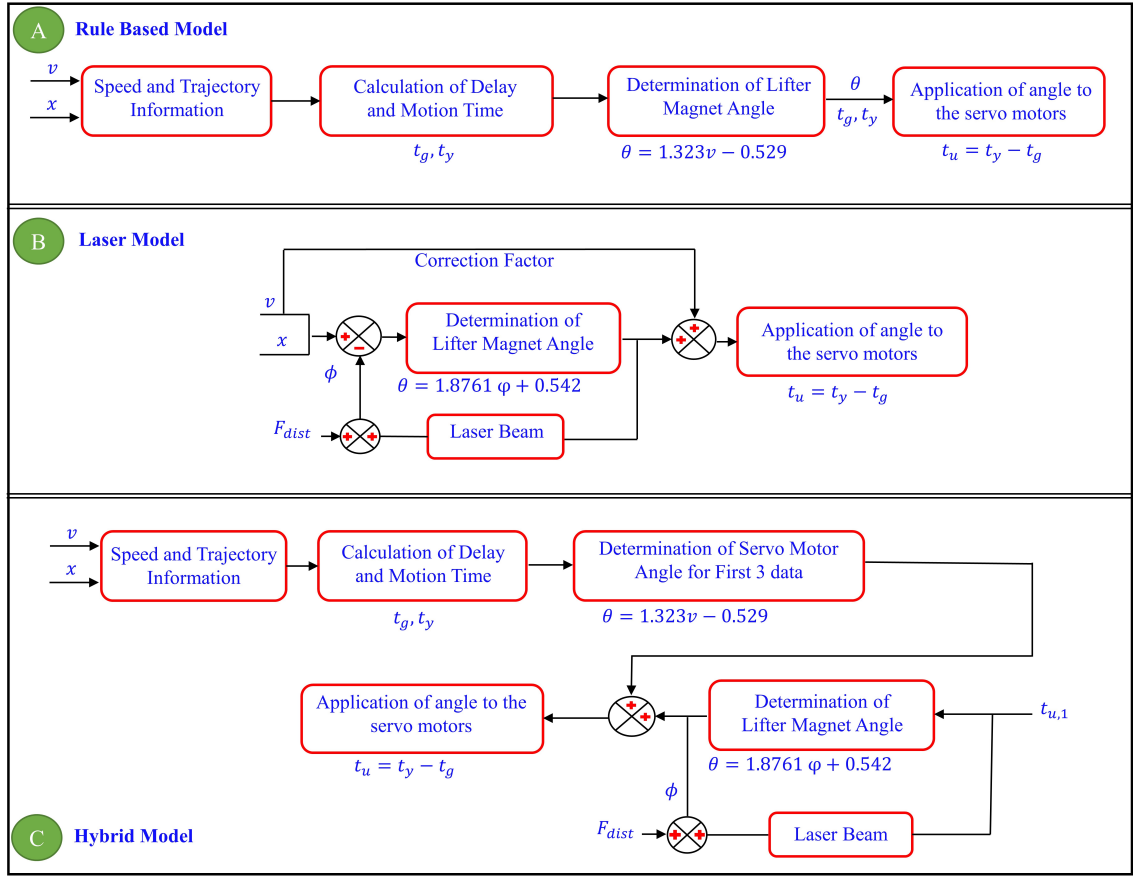 A
Rule Based Model
v
x
Speed and Trajectory
Information
Calculation of Delay
and Motion Time
t_g, t_y
Determination of Lifter
Magnet Angle
θ = 1.323v − 0.529
θ
t_g, t_y
Application of angle to
the servo motors
t_u = t_y − t_g
B
Laser Model
Correction Factor
v
x
+
−
ϕ
Determination of
Lifter Magnet Angle
θ = 1.8761 φ + 0.542
+ +
Application of angle to
the servo motors
t_u = t_y − t_g
F_dist
+ +
Laser Beam
v
x
Speed and Trajectory
Information
Calculation of Delay
and Motion Time
t_g, t_y
Determination of Servo Motor
Angle for First 3 data
θ = 1.323v − 0.529
Application of angle to the
servo motors
t_u = t_y − t_g
+
+
Determination of
Lifter Magnet Angle
θ = 1.8761 φ + 0.542
t_u,1
ϕ
F_dist
+ +
Laser Beam
C
Hybrid Model